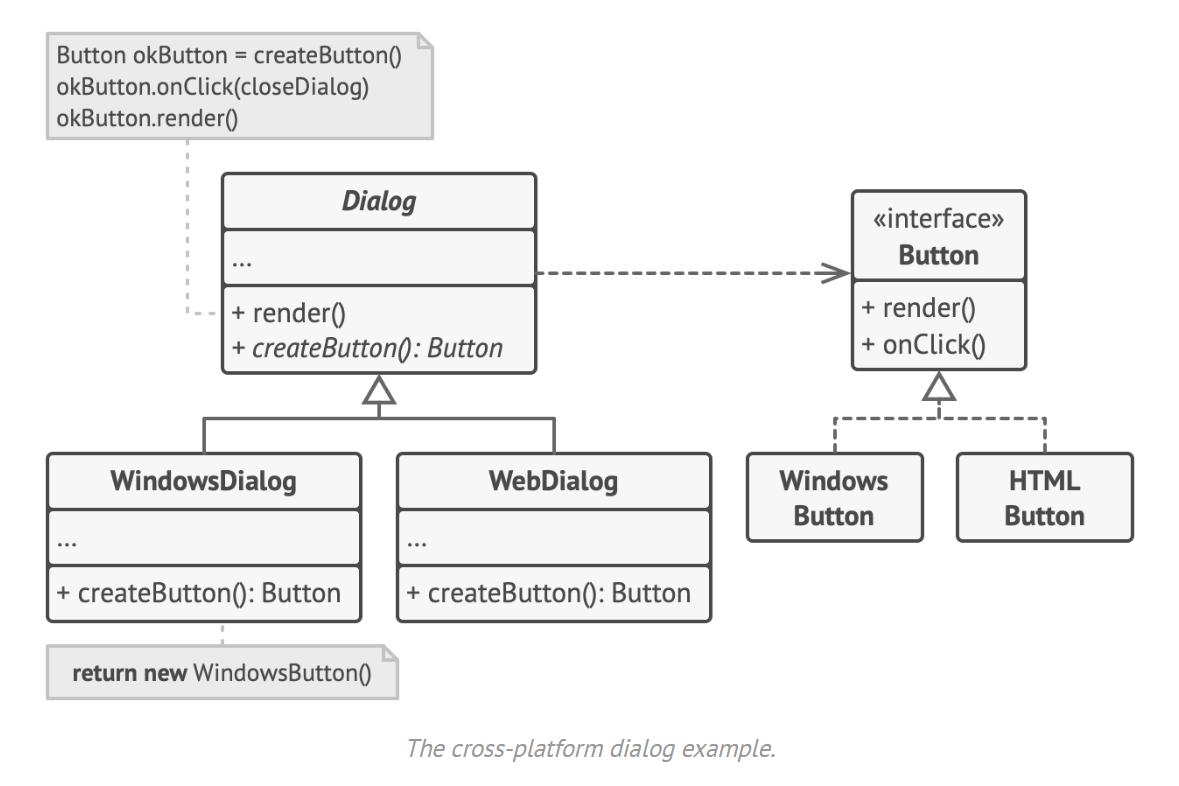 Button okButton = createButton()
okButton.onClick(closeDialog)
okButton.render()
Dialog
...
+ render()
+ createButton(): Button
«interface»
Button
+ render()
+ onClick()
WindowsDialog
...
+ createButton(): Button
WebDialog
...
+ createButton(): Button
Windows
Button
HTML
Button
return new WindowsButton()
The cross-platform dialog example.